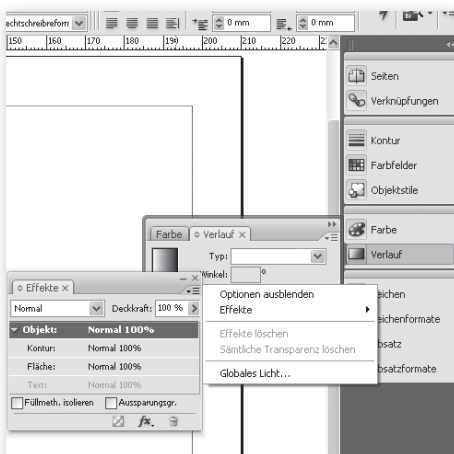 0 mm 0 mm
150 160 170 180 190 200 210 220
Seiten
Verknüpfungen
Kontur
Farbfelder
Objektstile
Farbe
Verlauf
Farbe Verlauf
Typ:
Winkel: °
Effekte
Normal Deckkraft: 100 %
Objekt: Normal 100%
Kontur: Normal 100%
Fläche: Normal 100%
Text: Normal 100%
Füllmeth. isolieren Aussparungsgr.
fx.
Optionen ausblenden
Effekte
Effekte löschen
Sämtliche Transparenz löschen
Globales Licht...
eichen
eichenformate
bsatz
bsatzformate